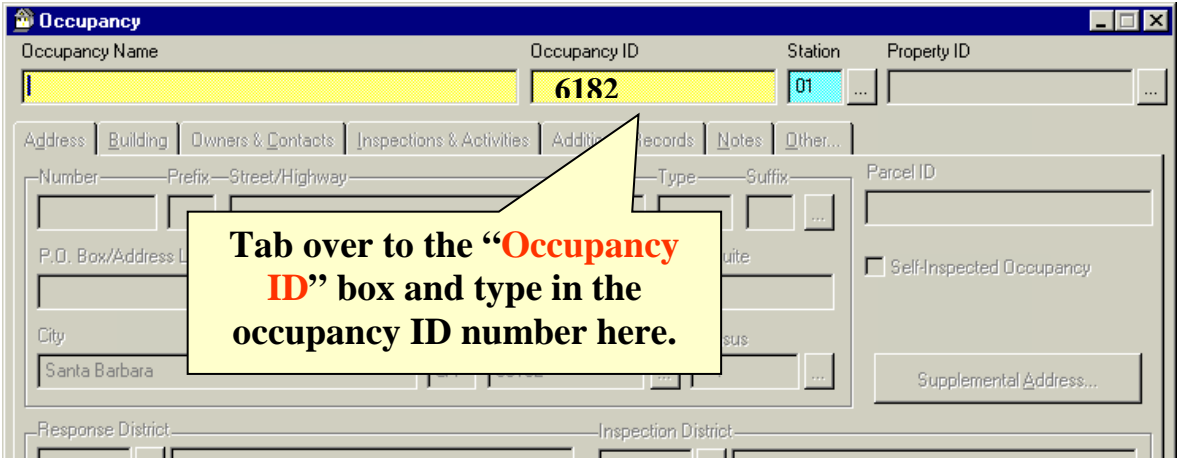 Occupancy
Occupancy Name Occupancy ID Station Property ID
6182 01 ... ...
Address Building Owners & Contacts Inspections & Activities Records Notes Other...
Number Prefix Street/Highway Type Suffix Parcel ID
...
Tab over to the “Occupancy
ID” box and type in the
occupancy ID number here.
P.O. Box/Address
Self-Inspected Occupancy
City
Santa Barbara ... ...
Supplemental Address...
Response District Inspection District